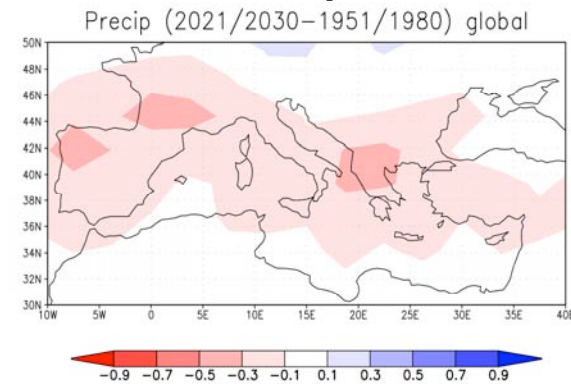 Precip (2021/2030−1951/1980) global
50N
48N
46N
44N
42N
40N
38N
36N
34N
32N
30N
10W 5W 0 5E 10E 15E 20E 25E 30E 35E 40E
−0.9 −0.7 −0.5 −0.3 −0.1 0.1 0.3 0.5 0.7 0.9